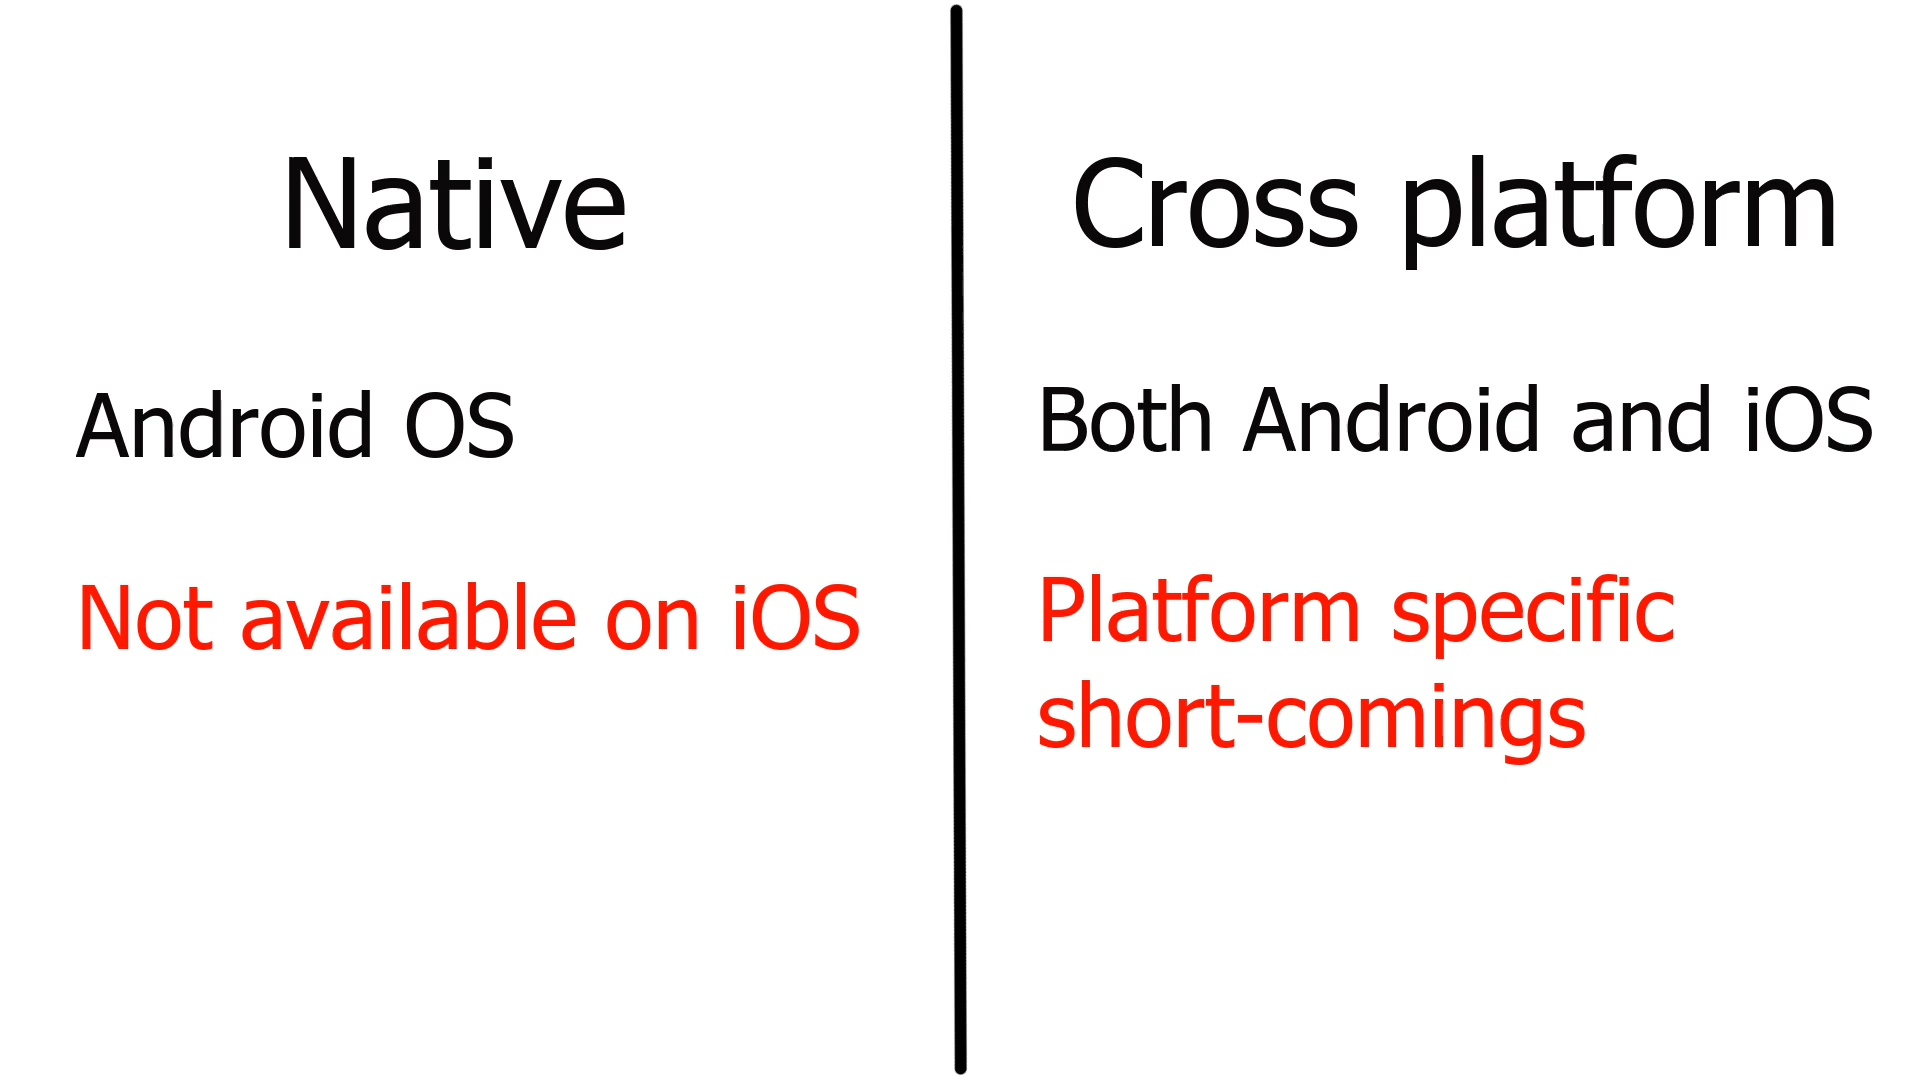 Native
Android OS
Not available on iOS
Cross platform
Both Android and iOS
Platform specific
short-comings